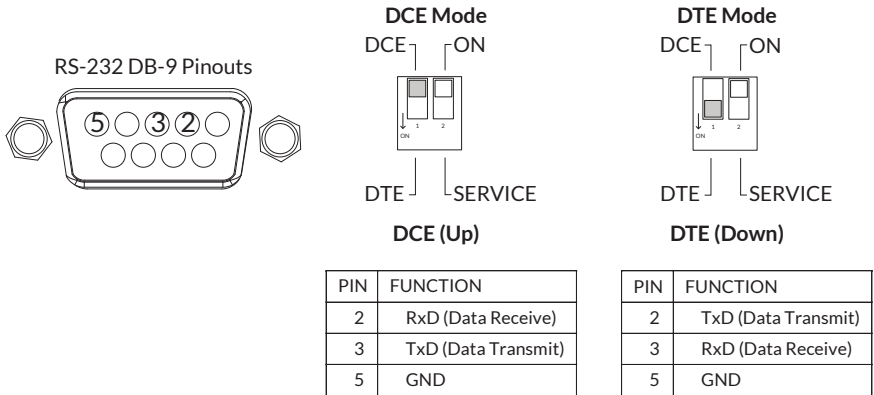 RS-232 DB-9 Pinouts
5 3 2
DCE Mode
DCE ON
1 2
ON
DTE SERVICE
DCE (Up)
PIN FUNCTION
2 RxD (Data Receive)
3 TxD (Data Transmit)
5 GND
DTE Mode
DCE ON
1 2
ON
DTE SERVICE
DTE (Down)
PIN FUNCTION
2 TxD (Data Transmit)
3 RxD (Data Receive)
5 GND